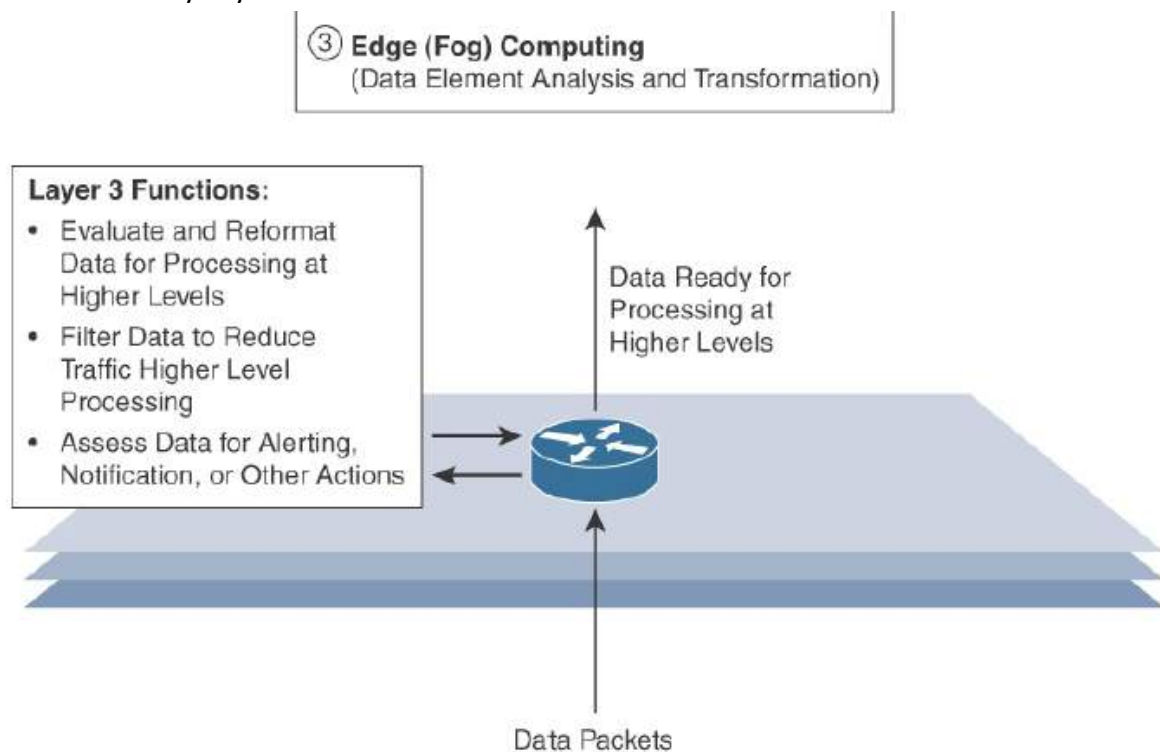 ③ Edge (Fog) Computing
(Data Element Analysis and Transformation)
Layer 3 Functions:
• Evaluate and Reformat
Data for Processing at
Higher Levels
• Filter Data to Reduce
Traffic Higher Level
Processing
• Assess Data for Alerting,
Notification, or Other Actions
Data Ready for
Processing at
Higher Levels
Data Packets